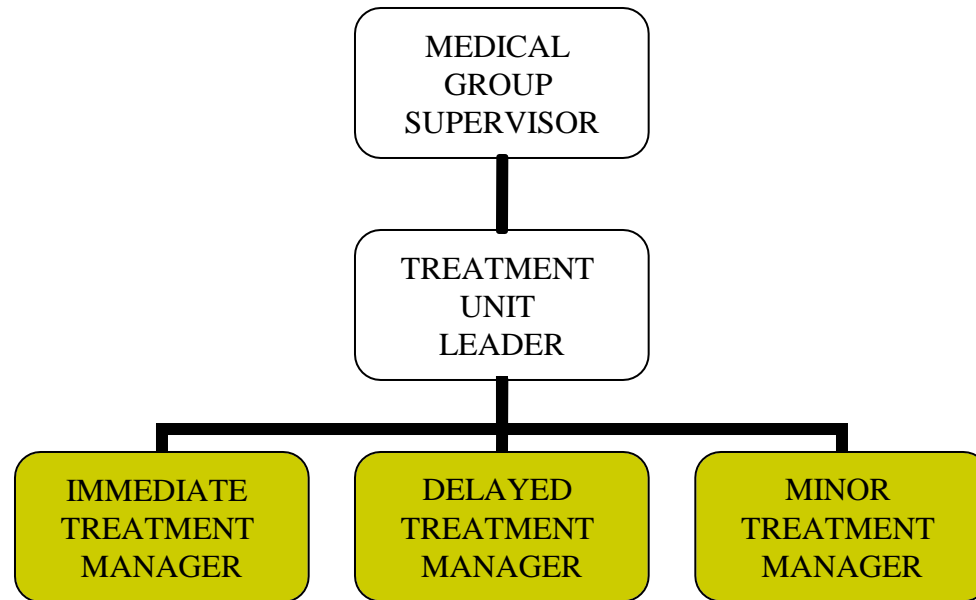 MEDICAL
GROUP
SUPERVISOR
TREATMENT
UNIT
LEADER
IMMEDIATE
TREATMENT
MANAGER
DELAYED
TREATMENT
MANAGER
MINOR
TREATMENT
MANAGER